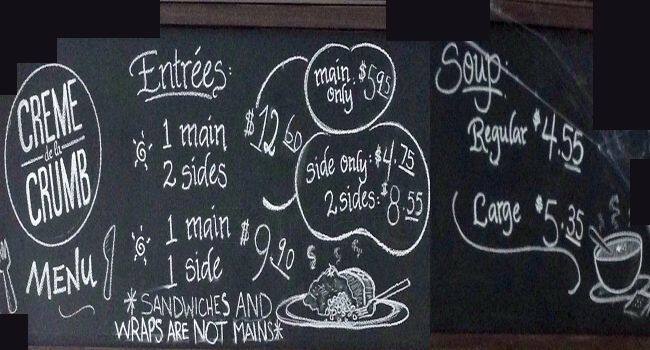 CREME
de la
CRUMB
MENU
Entrées:
1 main
2 sides
$12.60
1 main
1 side
$9.90
*SANDWICHES AND
WRAPS ARE NOT MAINS*
main
only $5.95
side only: $4.75
2 sides: $8.55
Soup:
Regular $4.55
Large $5.35